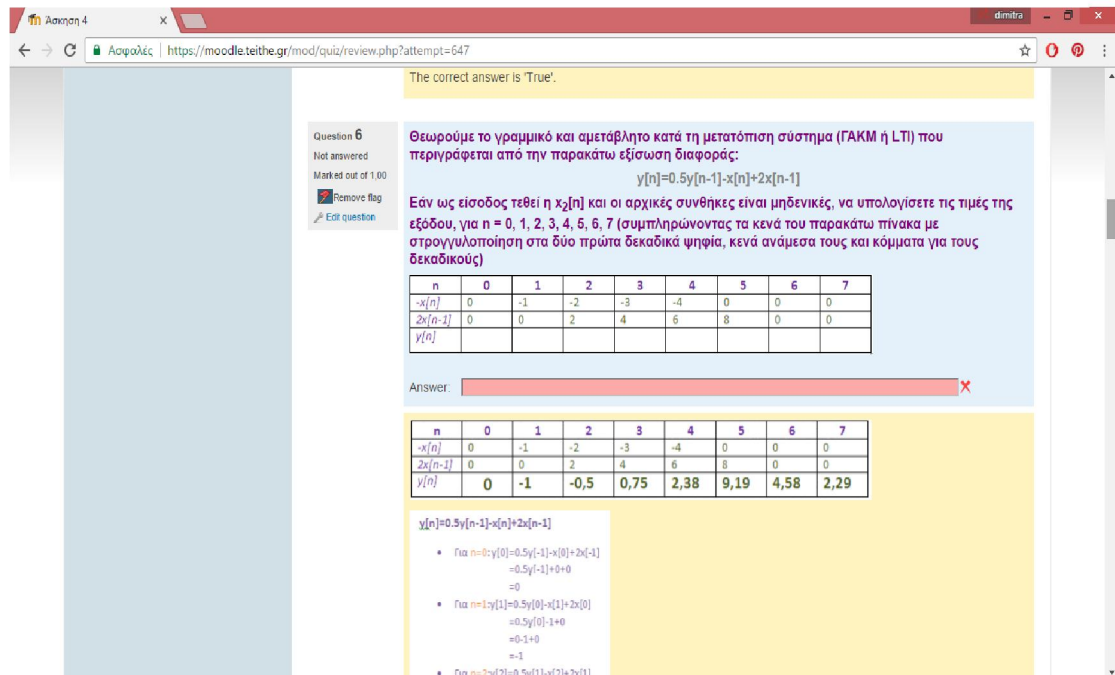 Άσκηση 4
dimitra
Ασφαλές | https://moodle.teithe.gr/mod/quiz/review.php?attempt=647
The correct answer is 'True'.
Question 6
Not answered
Marked out of 1,00
Remove flag
Edit question
Θεωρούμε το γραμμικό και αμετάβλητο κατά τη μετατόπιση σύστημα (ΓΑΚΜ ή LTI) που
περιγράφεται από την παρακάτω εξίσωση διαφοράς:
y[n]=0.5y[n-1]-x[n]+2x[n-1]
Εάν ως είσοδος τεθεί η x₂[n] και οι αρχικές συνθήκες είναι μηδενικές, να υπολογίσετε τις τιμές της
εξόδου, για n = 0, 1, 2, 3, 4, 5, 6, 7 (συμπληρώνοντας τα κενά του παρακάτω πίνακα με
στρογγυλοποίηση στα δύο πρώτα δεκαδικά ψηφία, κενά ανάμεσα τους και κόμματα για τους
δεκαδικούς)
n 0 1 2 3 4 5 6 7
-x[n] 0 -1 -2 -3 -4 0 0 0
2x[n-1] 0 0 2 4 6 8 0 0
y[n]
Answer:
n 0 1 2 3 4 5 6 7
-x[n] 0 -1 -2 -3 -4 0 0 0
2x[n-1] 0 0 2 4 6 8 0 0
y[n] 0 -1 -0,5 0,75 2,38 9,19 4,58 2,29
y[n]=0.5y[n-1]-x[n]+2x[n-1]
• Για n=0:y[0]=0.5y[-1]-x[0]+2x[-1]
=0.5y[-1]+0+0
=0
• Για n=1:y[1]=0.5y[0]-x[1]+2x[0]
=0.5y[0]-1+0
=0-1+0
=-1
• Για n=2:y[2]=0.5y[1]-x[2]+2x[1]